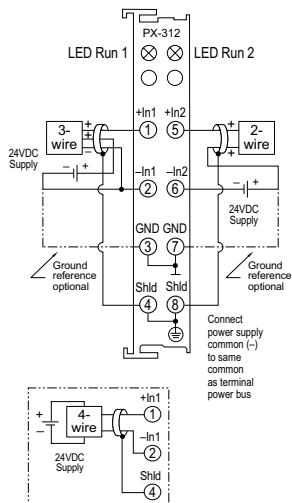 PX-312
LED Run 1
LED Run 2
+In1
+In2
3-
wire
+
+
–
1
5
+
+
2-
wire
24VDC
Supply
– +
–In1
–In2
2
6
– +
24VDC
Supply
GND GND
3
7
Ground
reference
optional
Ground
reference
optional
Shld
Shld
4
8
Connect
power supply
common (–)
to same
common
as terminal
power bus
+
–
4-
wire
24VDC
Supply
+In1
1
–In1
2
Shld
4